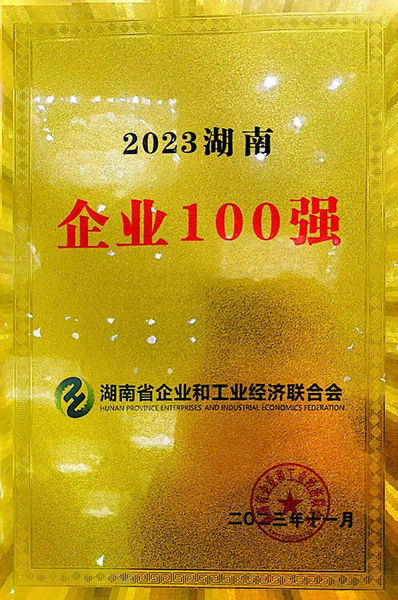 2023湖南
企业100强
湖南省企业和工业经济联合会
HUNAN PROVINCE ENTERPRISES AND INDUSTRIAL ECONOMICS FEDERATION
二〇二三年十一月